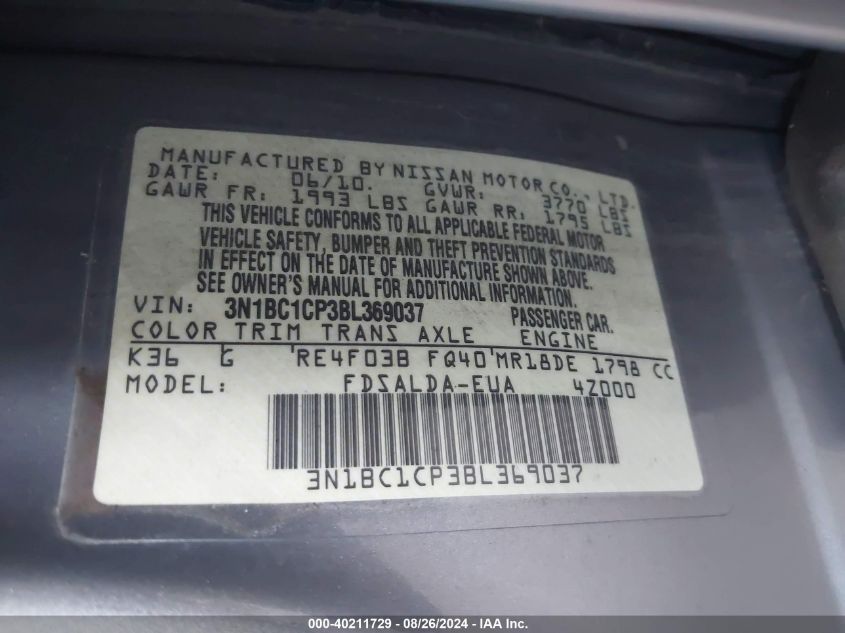 MANUFACTURED BY NISSAN MOTOR CO., LTD.
DATE: 06/10. GVWR: 3770 LBS
GAWR FR: 1993 LBS GAWR RR: 1795 LBS
THIS VEHICLE CONFORMS TO ALL APPLICABLE FEDERAL MOTOR
VEHICLE SAFETY, BUMPER AND THEFT PREVENTION STANDARDS
IN EFFECT ON THE DATE OF MANUFACTURE SHOWN ABOVE.
SEE OWNER'S MANUAL FOR ADDITIONAL INFORMATION.
VIN: 3N1BC1CP3BL369037 PASSENGER CAR.
COLOR TRIM TRANS AXLE ENGINE
K36 G RE4F03B FQ40 MR18DE 1798 CC
MODEL: FDSALDA-EUA 4Z000
3N1BC1CP3BL369037
000-40211729 - 08/26/2024 - IAA Inc.